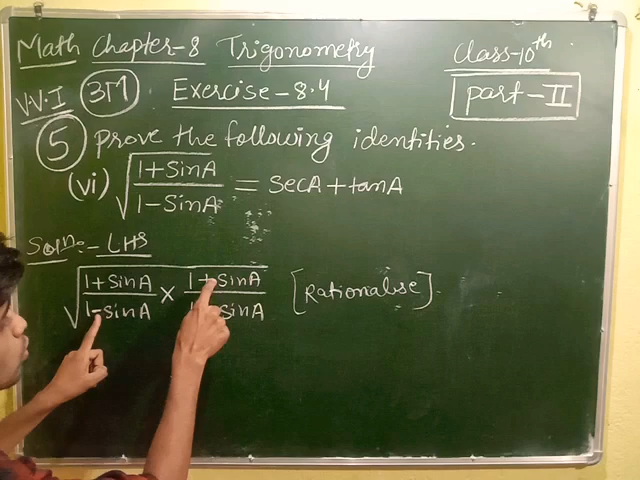 Math Chapter-8 Trigonometry Class-10th
V.V.I 3M Exercise-8.4 Part-II
5 Prove the following identities.
(vi) √(1+SinA / 1-SinA) = SecA+tanA
Soln:- LHS
√(1+SinA / 1-SinA × 1+SinA / 1 SinA) [Rationalise]